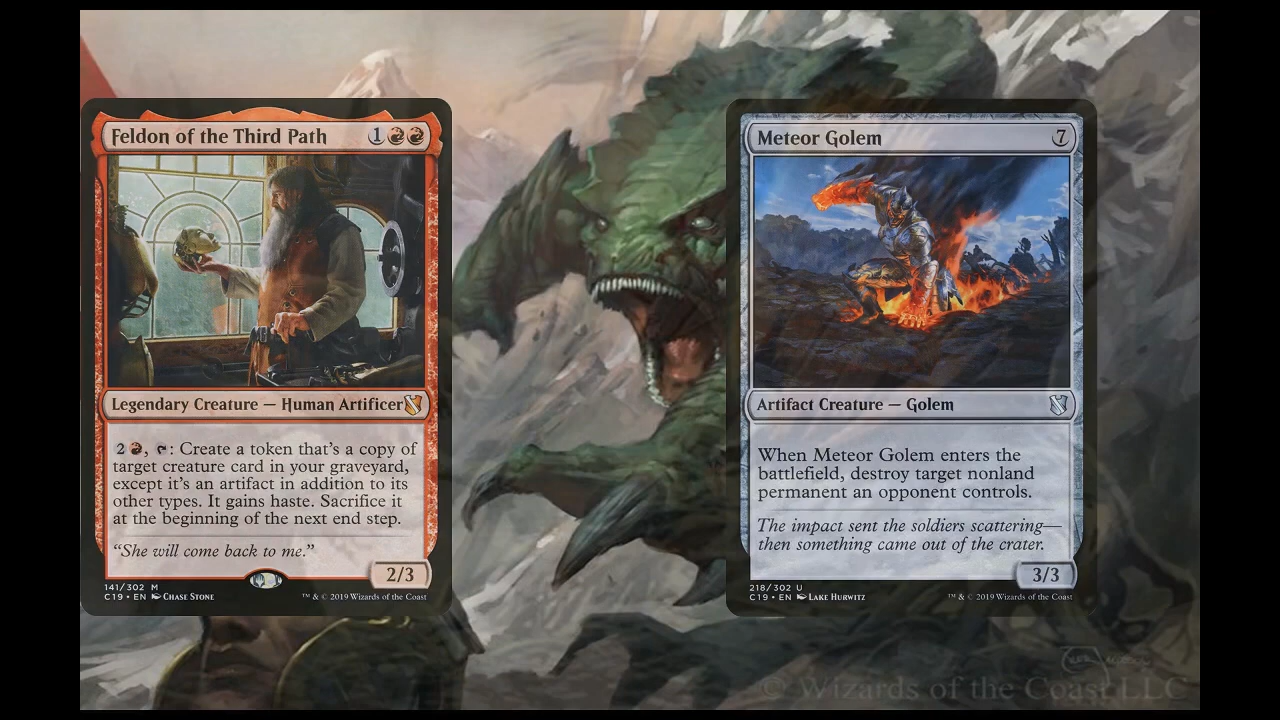 Feldon of the Third Path 1
Legendary Creature — Human Artificer
2 , : Create a token that's a copy of
target creature card in your graveyard,
except it's an artifact in addition to its
other types. It gains haste. Sacrifice it
at the beginning of the next end step.
“She will come back to me.”
2/3
141/302 M
C19 • EN Chase Stone ™ & © 2019 Wizards of the Coast
Meteor Golem 7
Artifact Creature — Golem
When Meteor Golem enters the
battlefield, destroy target nonland
permanent an opponent controls.
The impact sent the soldiers scattering—
then something came out of the crater.
3/3
218/302 U
C19 • EN Lake Hurwitz ™ & © 2019 Wizards of the Coast
© Wizards of the Coast LLC